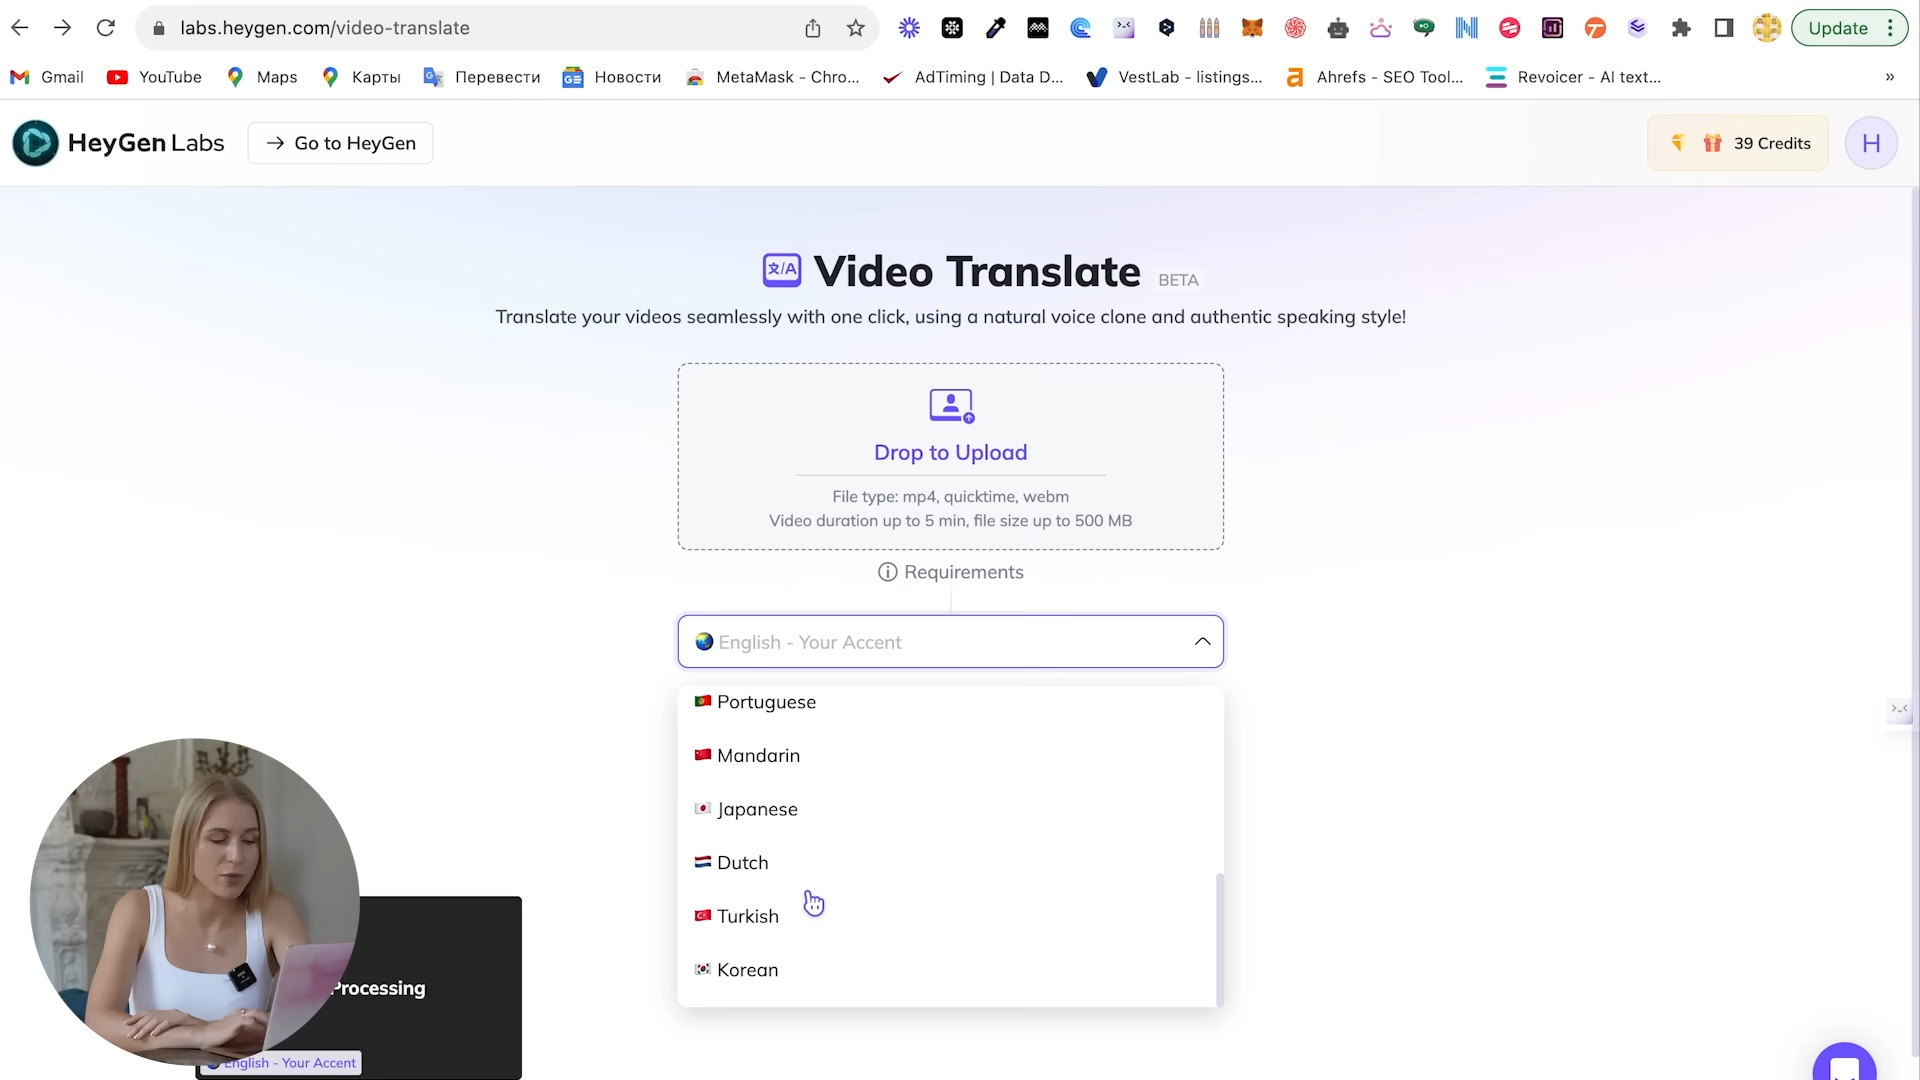 labs.heygen.com/video-translate
Update
Gmail
YouTube
Maps
Карты
Перевести
Новости
MetaMask - Chro...
AdTiming | Data D...
VestLab - listings...
Ahrefs - SEO Tool...
Revoicer - AI text...
»
HeyGen Labs
→ Go to HeyGen
39 Credits
H
文/A Video Translate BETA
Translate your videos seamlessly with one click, using a natural voice clone and authentic speaking style!
Drop to Upload
File type: mp4, quicktime, webm
Video duration up to 5 min, file size up to 500 MB
Requirements
English - Your Accent
Portuguese
Mandarin
Japanese
Dutch
Turkish
Korean
Processing
English - Your Accent